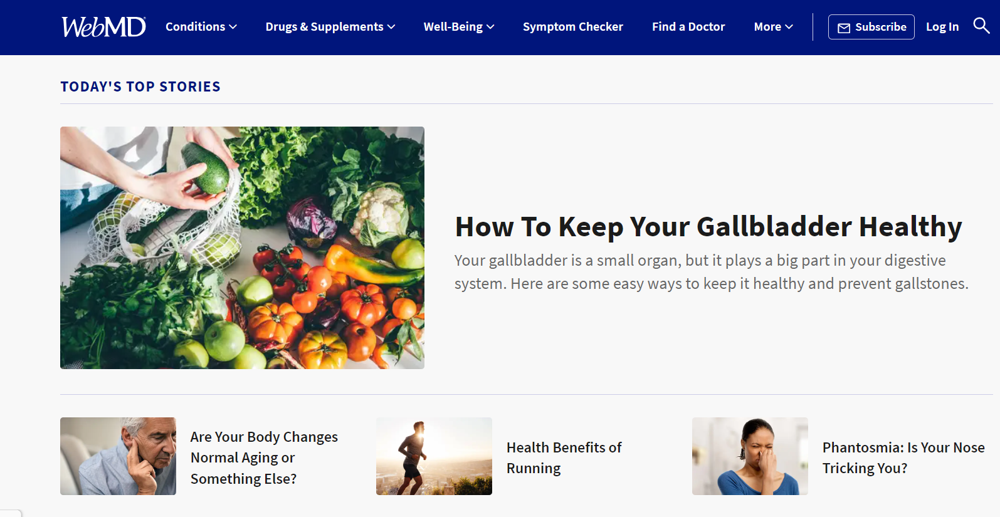 WebMD
Conditions
Drugs & Supplements
Well-Being
Symptom Checker
Find a Doctor
More
Subscribe
Log In
TODAY'S TOP STORIES
How To Keep Your Gallbladder Healthy
Your gallbladder is a small organ, but it plays a big part in your digestive
system. Here are some easy ways to keep it healthy and prevent gallstones.
Are Your Body Changes
Normal Aging or
Something Else?
Health Benefits of
Running
Phantosmia: Is Your Nose
Tricking You?